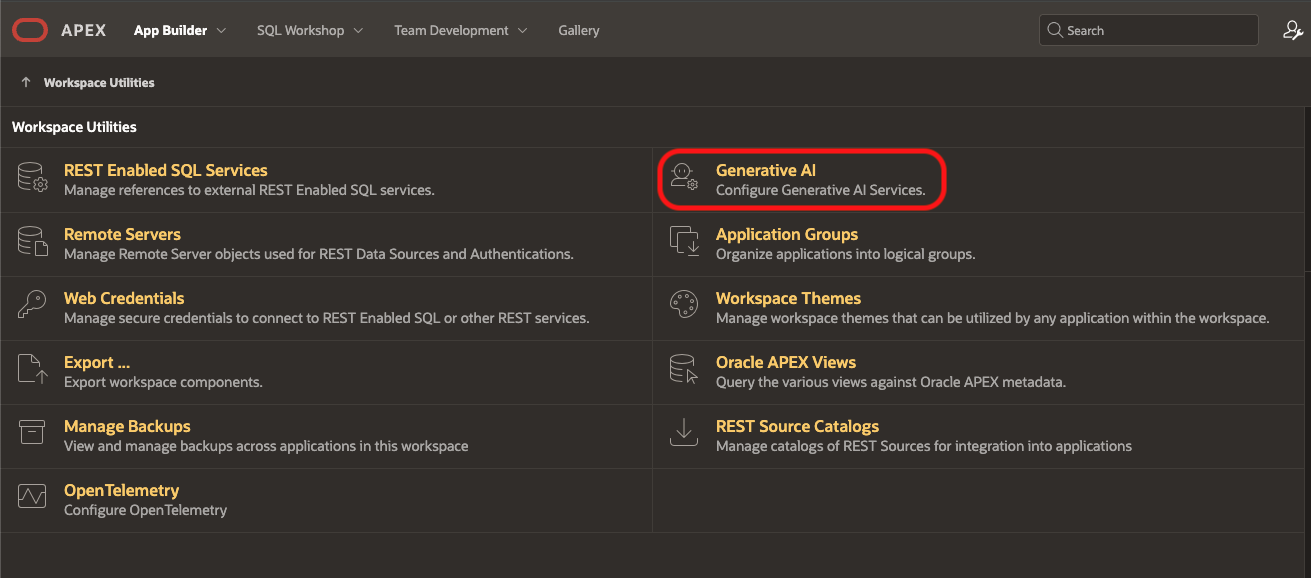 APEX App Builder SQL Workshop Team Development Gallery Search
Workspace Utilities
Workspace Utilities
REST Enabled SQL Services
Manage references to external REST Enabled SQL services.
Generative AI
Configure Generative AI Services.
Remote Servers
Manage Remote Server objects used for REST Data Sources and Authentications.
Application Groups
Organize applications into logical groups.
Web Credentials
Manage secure credentials to connect to REST Enabled SQL or other REST services.
Workspace Themes
Manage workspace themes that can be utilized by any application within the workspace.
Export ...
Export workspace components.
Oracle APEX Views
Query the various views against Oracle APEX metadata.
Manage Backups
View and manage backups across applications in this workspace
REST Source Catalogs
Manage catalogs of REST Sources for integration into applications
OpenTelemetry
Configure OpenTelemetry